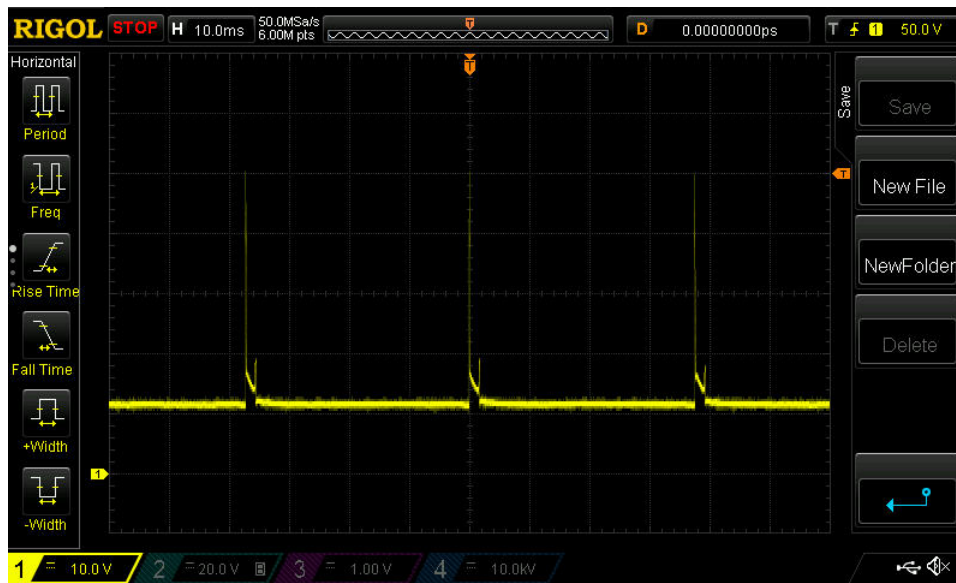 RIGOL STOP H 10.0ms 50.0MSa/s 6.00M pts T D 0.00000000ps T 1 50.0 V
Horizontal
Period
Freq
Rise Time
Fall Time
+Width
-Width
T
T
1
Save
Save
New File
NewFolder
Delete
1 10.0 V 2 20.0 V B 3 1.00 V 4 10.0kV